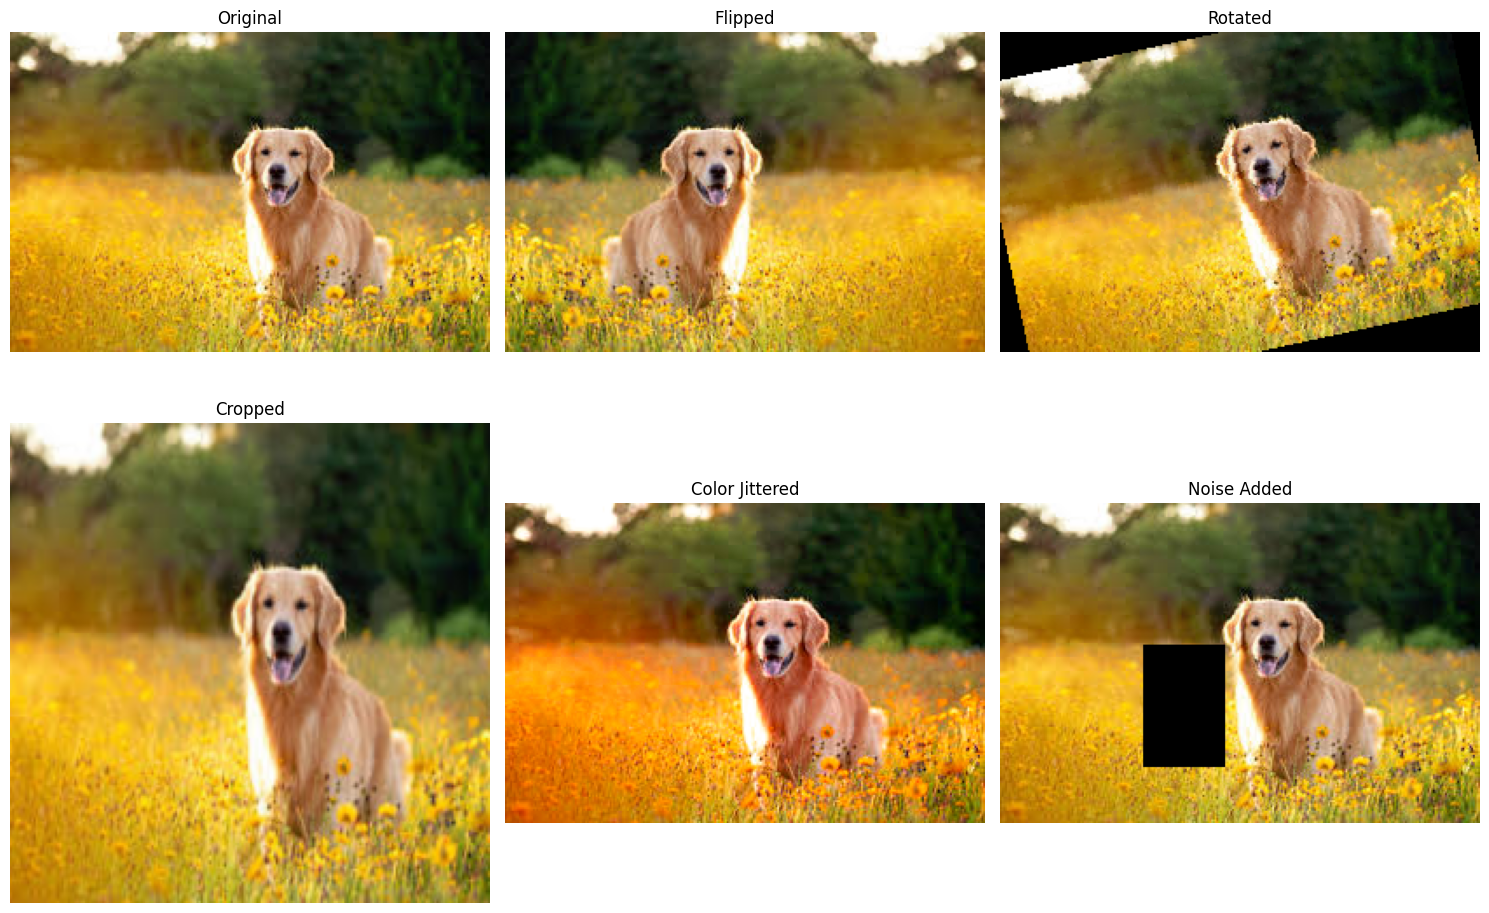 Original
Flipped
Rotated
Cropped
Color Jittered
Noise Added